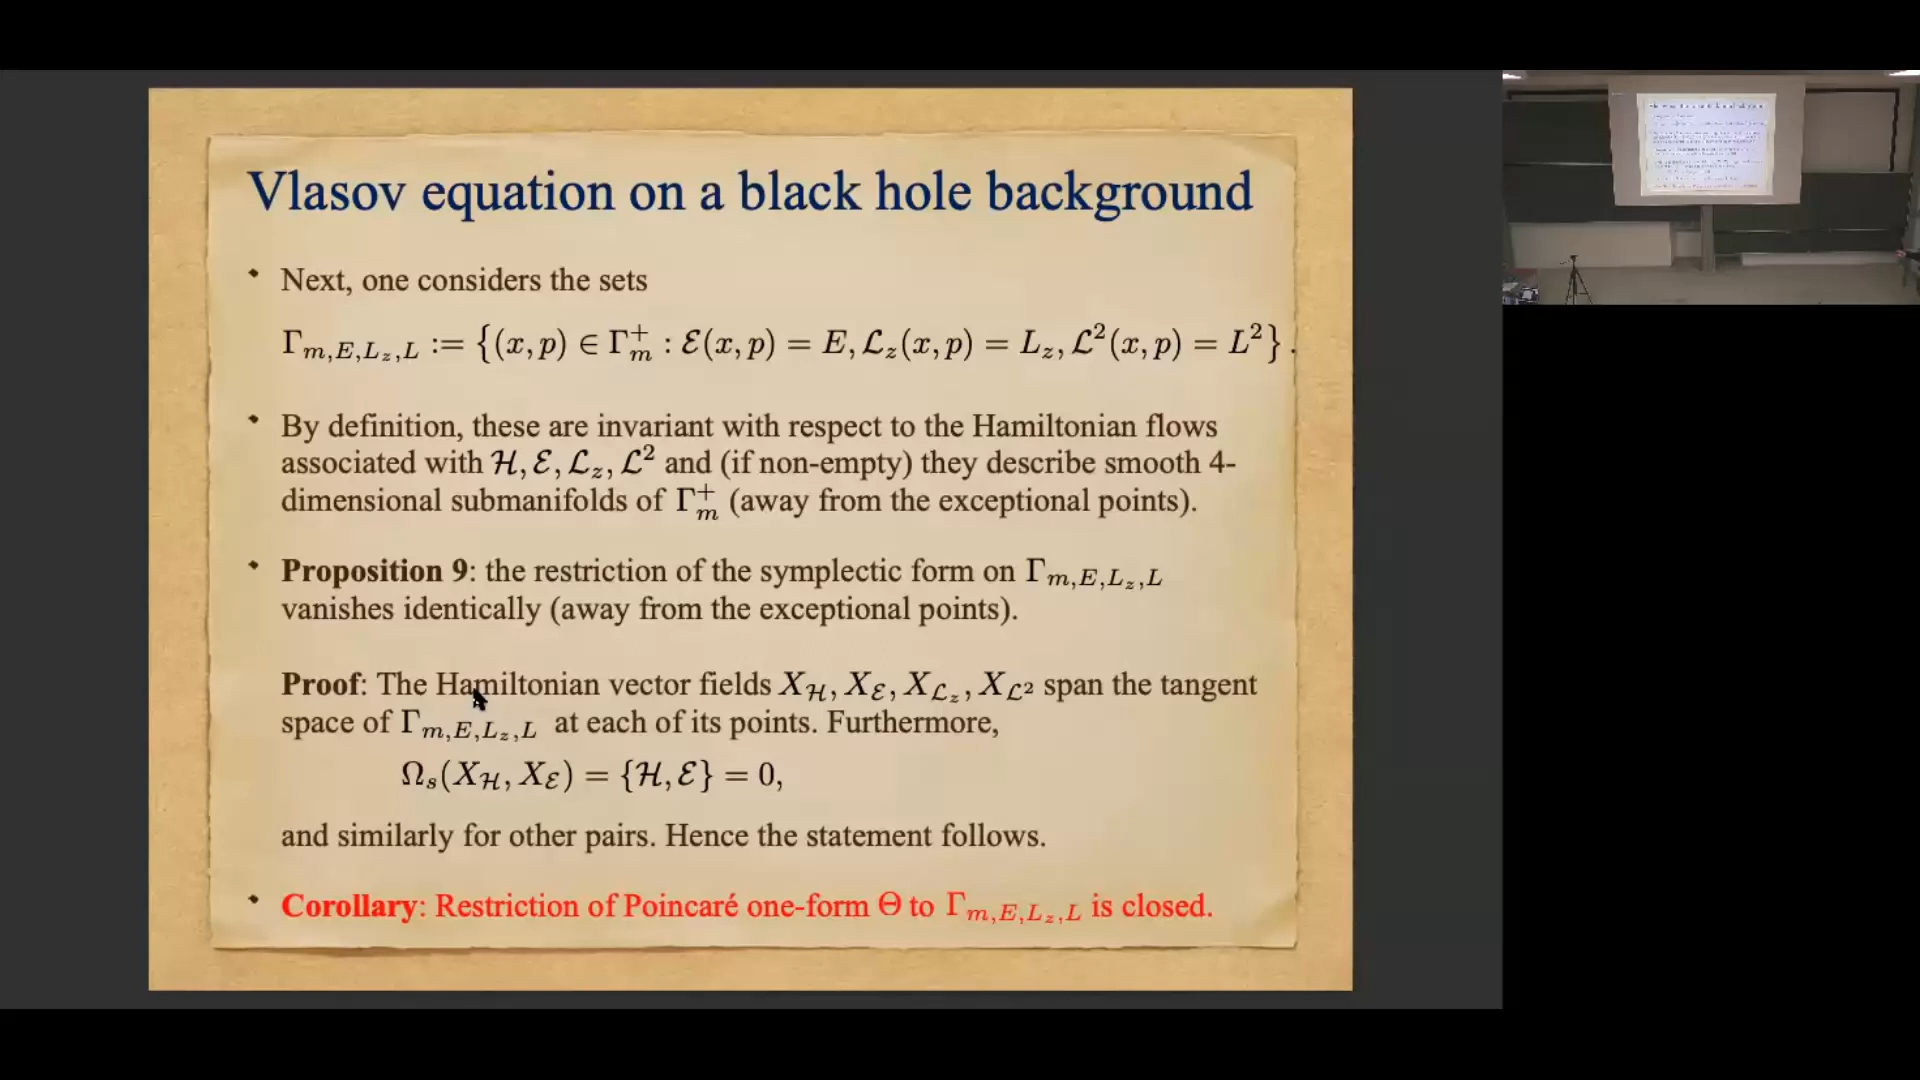 Vlasov equation on a black hole background
• Next, one considers the sets
Γ_{m,E,L_z,L} := {(x, p) ∈ Γ_m^+ : ℰ(x, p) = E, ℒ_z(x, p) = L_z, ℒ²(x, p) = L²} .
• By definition, these are invariant with respect to the Hamiltonian flows
associated with ℋ, ℰ, ℒ_z, ℒ² and (if non-empty) they describe smooth 4-
dimensional submanifolds of Γ_m^+ (away from the exceptional points).
• Proposition 9: the restriction of the symplectic form on Γ_{m,E,L_z,L}
vanishes identically (away from the exceptional points).
Proof: The Hamiltonian vector fields X_ℋ, X_ℰ, X_{ℒ_z}, X_{ℒ²} span the tangent
space of Γ_{m,E,L_z,L} at each of its points. Furthermore,
Ω_s(X_ℋ, X_ℰ) = {ℋ, ℰ} = 0,
and similarly for other pairs. Hence the statement follows.
• Corollary: Restriction of Poincaré one-form Θ to Γ_{m,E,L_z,L} is closed.